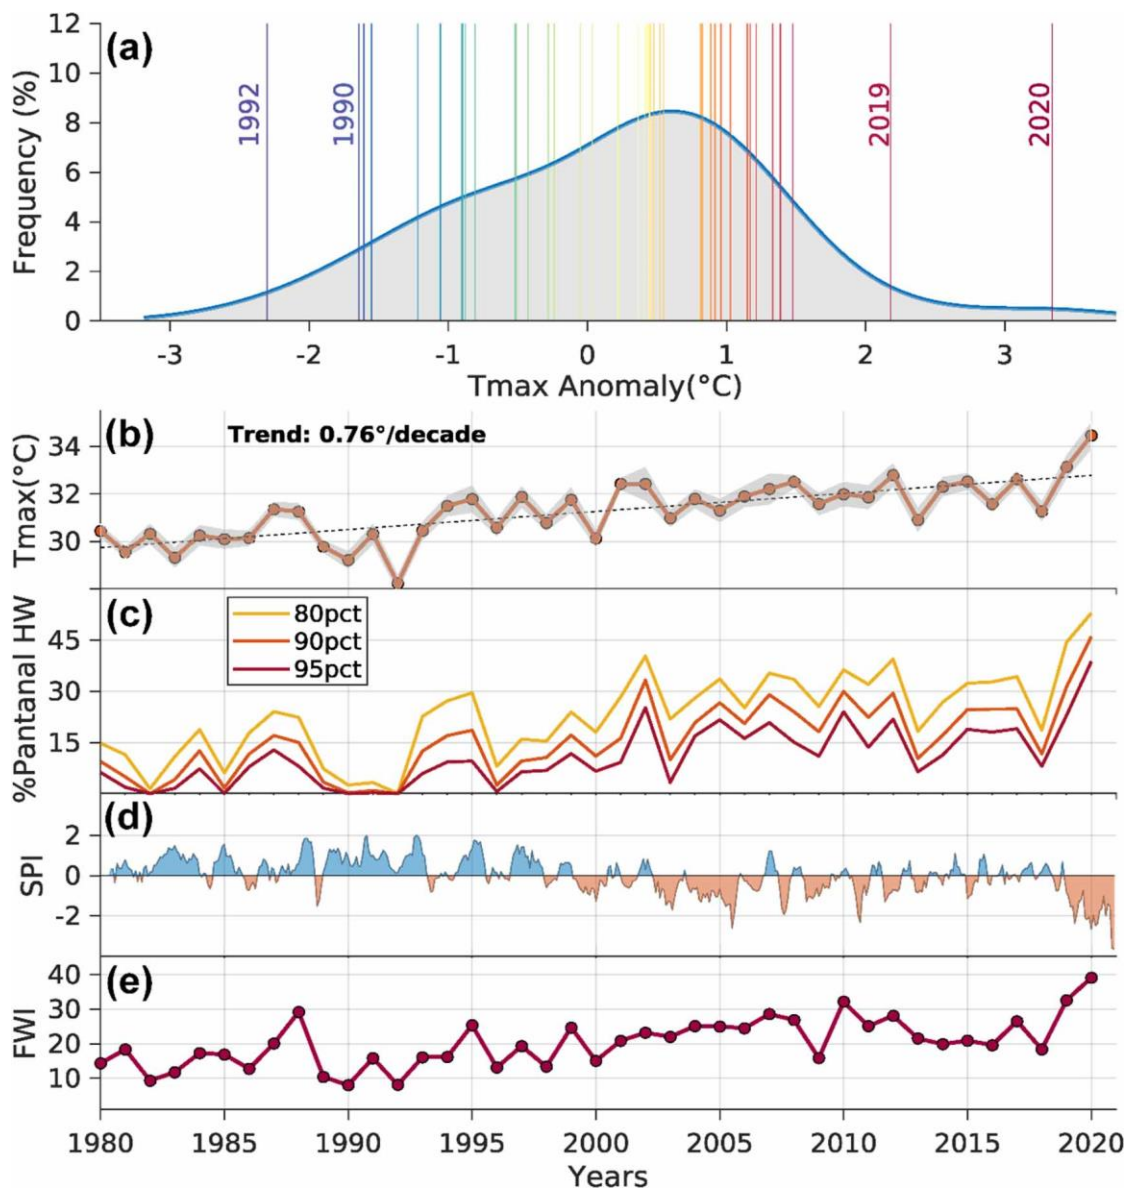 (a)
Frequency (%)
12
10
8
6
4
2
0
1992
1990
2019
2020
-3 -2 -1 0 1 2 3
Tmax Anomaly(°C)
(b)
Trend: 0.76°/decade
Tmax(°C)
34
32
30
(c)
%Pantanal HW
80pct
90pct
95pct
45
30
15
(d)
SPI
2
0
-2
(e)
FWI
40
30
20
10
1980 1985 1990 1995 2000 2005 2010 2015 2020
Years